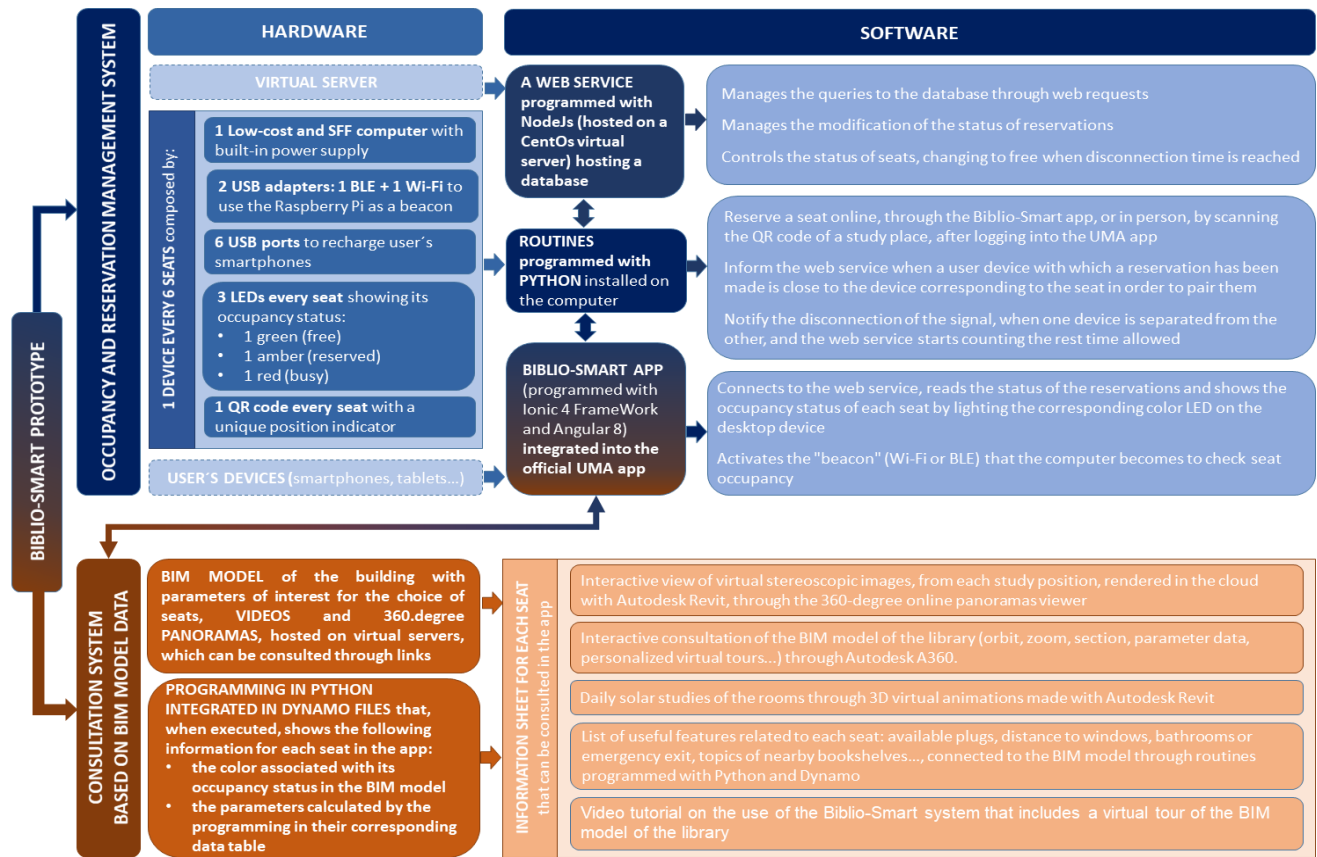 BIBLIO-SMART PROTOTYPE
OCCUPANCY AND RESERVATION MANAGEMENT SYSTEM
HARDWARE
SOFTWARE
VIRTUAL SERVER
1 DEVICE EVERY 6 SEATS composed by:
1 Low-cost and SFF computer with
built-in power supply
2 USB adapters: 1 BLE + 1 Wi-Fi to
use the Raspberry Pi as a beacon
6 USB ports to recharge user´s
smartphones
3 LEDs every seat showing its
occupancy status:
• 1 green (free)
• 1 amber (reserved)
• 1 red (busy)
1 QR code every seat with a
unique position indicator
USER´S DEVICES (smartphones, tablets...)
A WEB SERVICE
programmed with
NodeJs (hosted on a
CentOs virtual
server) hosting a
database
ROUTINES
programmed with
PYTHON installed on
the computer
BIBLIO-SMART APP
(programmed with
Ionic 4 FrameWork
and Angular 8)
integrated into the
official UMA app
Manages the queries to the database through web requests
Manages the modification of the status of reservations
Controls the status of seats, changing to free when disconnection time is reached
Reserve a seat online, through the Biblio-Smart app, or in person, by scanning
the QR code of a study place, after logging into the UMA app
Inform the web service when a user device with which a reservation has been
made is close to the device corresponding to the seat in order to pair them
Notify the disconnection of the signal, when one device is separated from the
other, and the web service starts counting the rest time allowed
Connects to the web service, reads the status of the reservations and shows the
occupancy status of each seat by lighting the corresponding color LED on the
desktop device
Activates the "beacon" (Wi-Fi or BLE) that the computer becomes to check seat
occupancy
CONSULTATION SYSTEM
BASED ON BIM MODEL DATA
BIM MODEL of the building with
parameters of interest for the choice of
seats, VIDEOS and 360.degree
PANORAMAS, hosted on virtual servers,
which can be consulted through links
PROGRAMMING IN PYTHON
INTEGRATED IN DYNAMO FILES that,
when executed, shows the following
information for each seat in the app:
• the color associated with its
occupancy status in the BIM model
• the parameters calculated by the
programming in their corresponding
data table
INFORMATION SHEET FOR EACH SEAT
that can be consulted in the app
Interactive view of virtual stereoscopic images, from each study position, rendered in the cloud
with Autodesk Revit, through the 360-degree online panoramas viewer
Interactive consultation of the BIM model of the library (orbit, zoom, section, parameter data,
personalized virtual tours...) through Autodesk A360.
Daily solar studies of the rooms through 3D virtual animations made with Autodesk Revit
List of useful features related to each seat: available plugs, distance to windows, bathrooms or
emergency exit, topics of nearby bookshelves..., connected to the BIM model through routines
programmed with Python and Dynamo
Video tutorial on the use of the Biblio-Smart system that includes a virtual tour of the BIM
model of the library